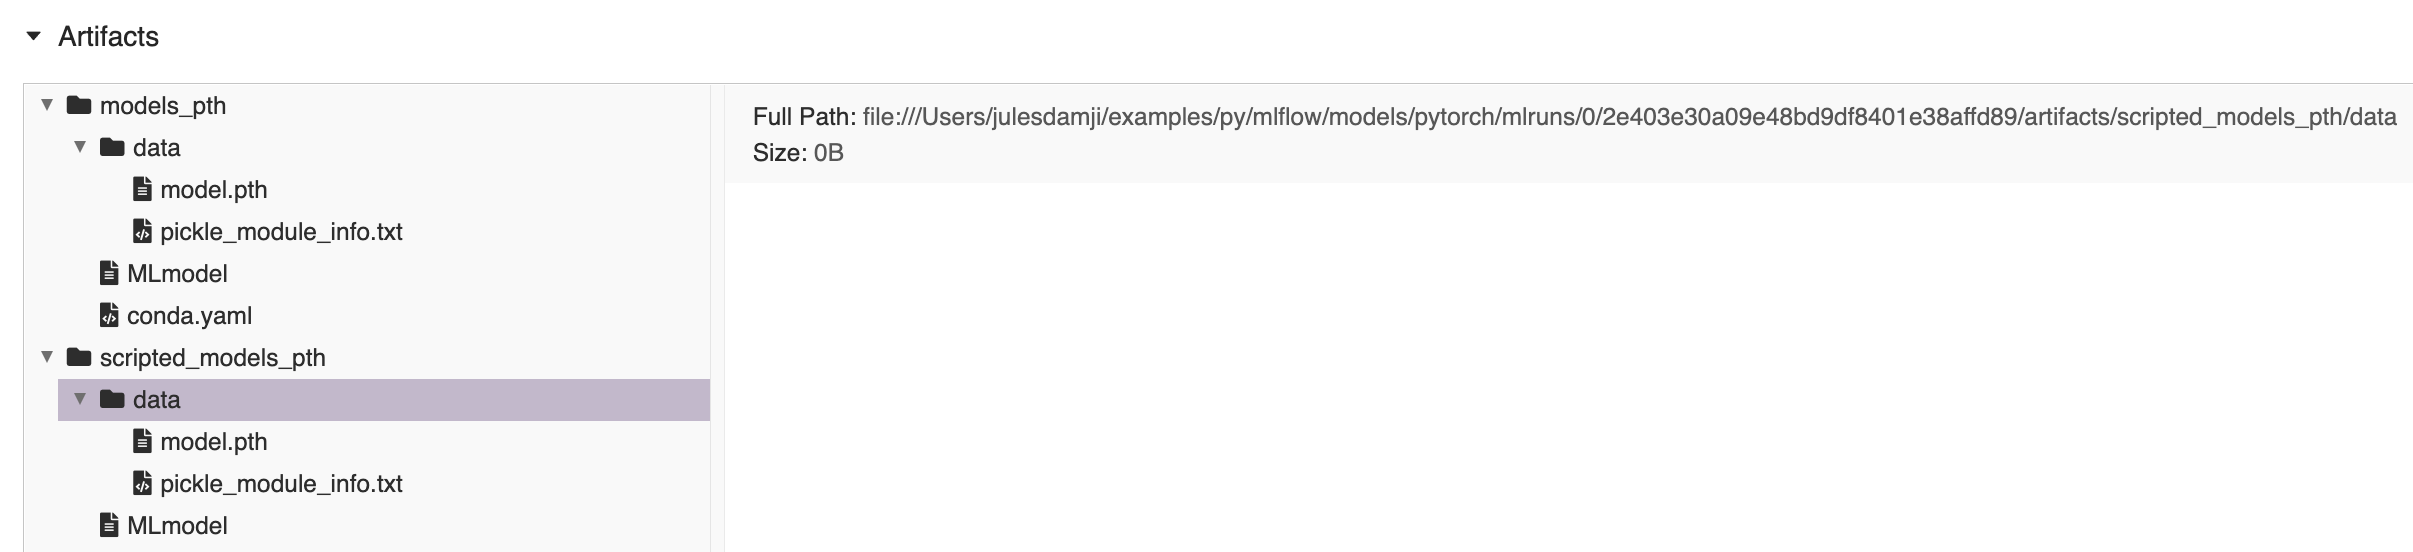 Artifacts
models_pth
data
model.pth
pickle_module_info.txt
MLmodel
conda.yaml
scripted_models_pth
data
model.pth
pickle_module_info.txt
MLmodel
Full Path: file:///Users/julesdamji/examples/py/mlflow/models/pytorch/mlruns/0/2e403e30a09e48bd9df8401e38affd89/artifacts/scripted_models_pth/data
Size: 0B